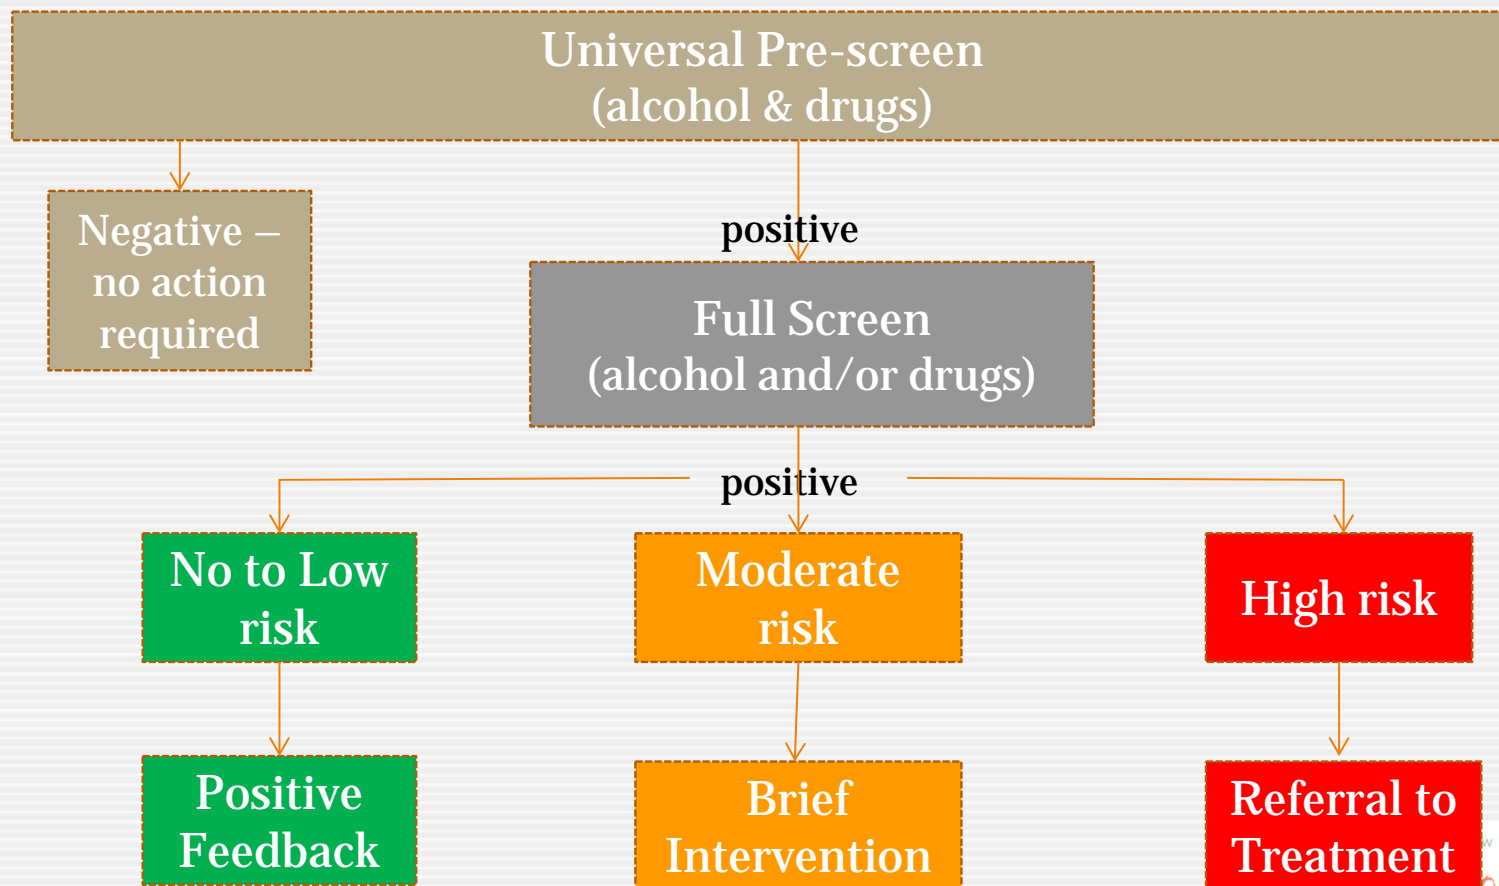 Universal Pre-screen
(alcohol & drugs)
Negative –
no action
required
positive
Full Screen
(alcohol and/or drugs)
positive
No to Low
risk
Moderate
risk
High risk
Positive
Feedback
Brief
Intervention
Referral to
Treatment
w